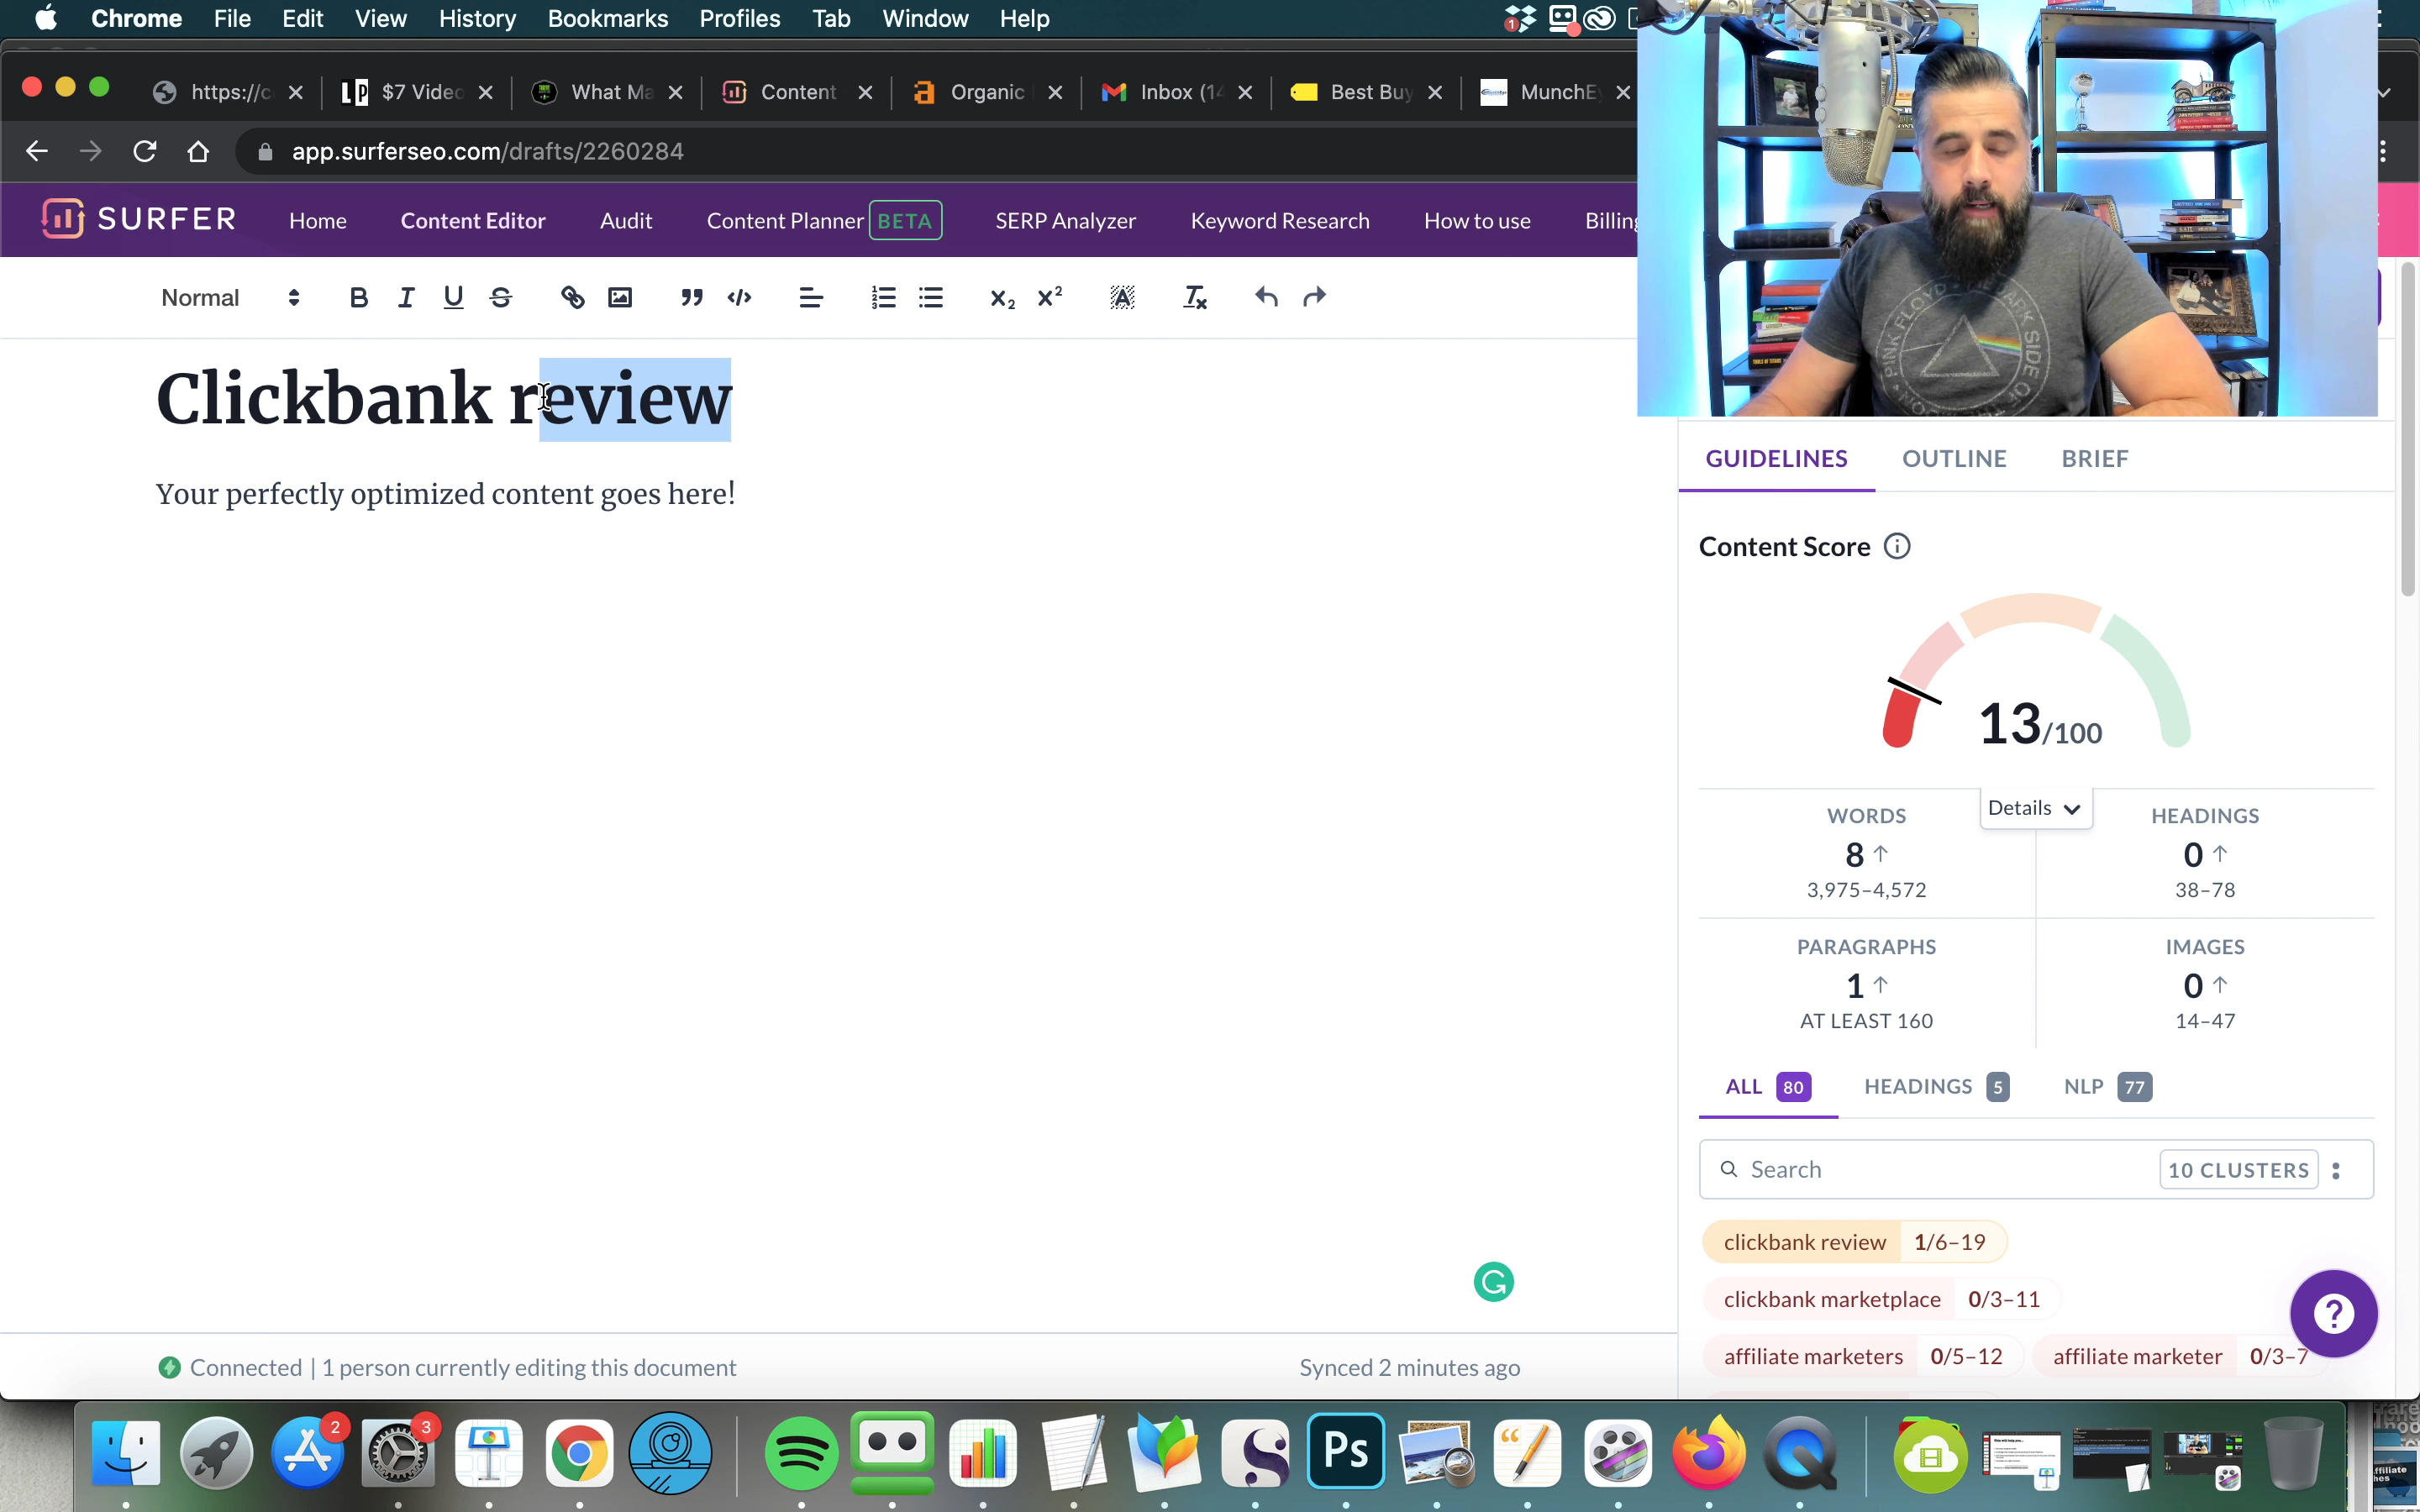 Chrome File Edit View History Bookmarks Profiles Tab Window Help
1
https://c $7 Video What Ma Content Organic Inbox (14 Best Buy MunchE
app.surferseo.com/drafts/2260284
SURFER Home Content Editor Audit Content Planner BETA SERP Analyzer Keyword Research How to use Billing
Normal
Clickbank review
Your perfectly optimized content goes here!
PINK FLOYD
GUIDELINES OUTLINE BRIEF
Content Score
13/100
Details
WORDS HEADINGS
8 0
3,975–4,572 38–78
PARAGRAPHS IMAGES
1 0
AT LEAST 160 14–47
ALL 80 HEADINGS 5 NLP 77
Search 10 CLUSTERS
clickbank review 1/6–19
clickbank marketplace 0/3–11
affiliate marketers 0/5–12 affiliate marketer 0/3–7
Connected | 1 person currently editing this document Synced 2 minutes ago
2 3
Ps